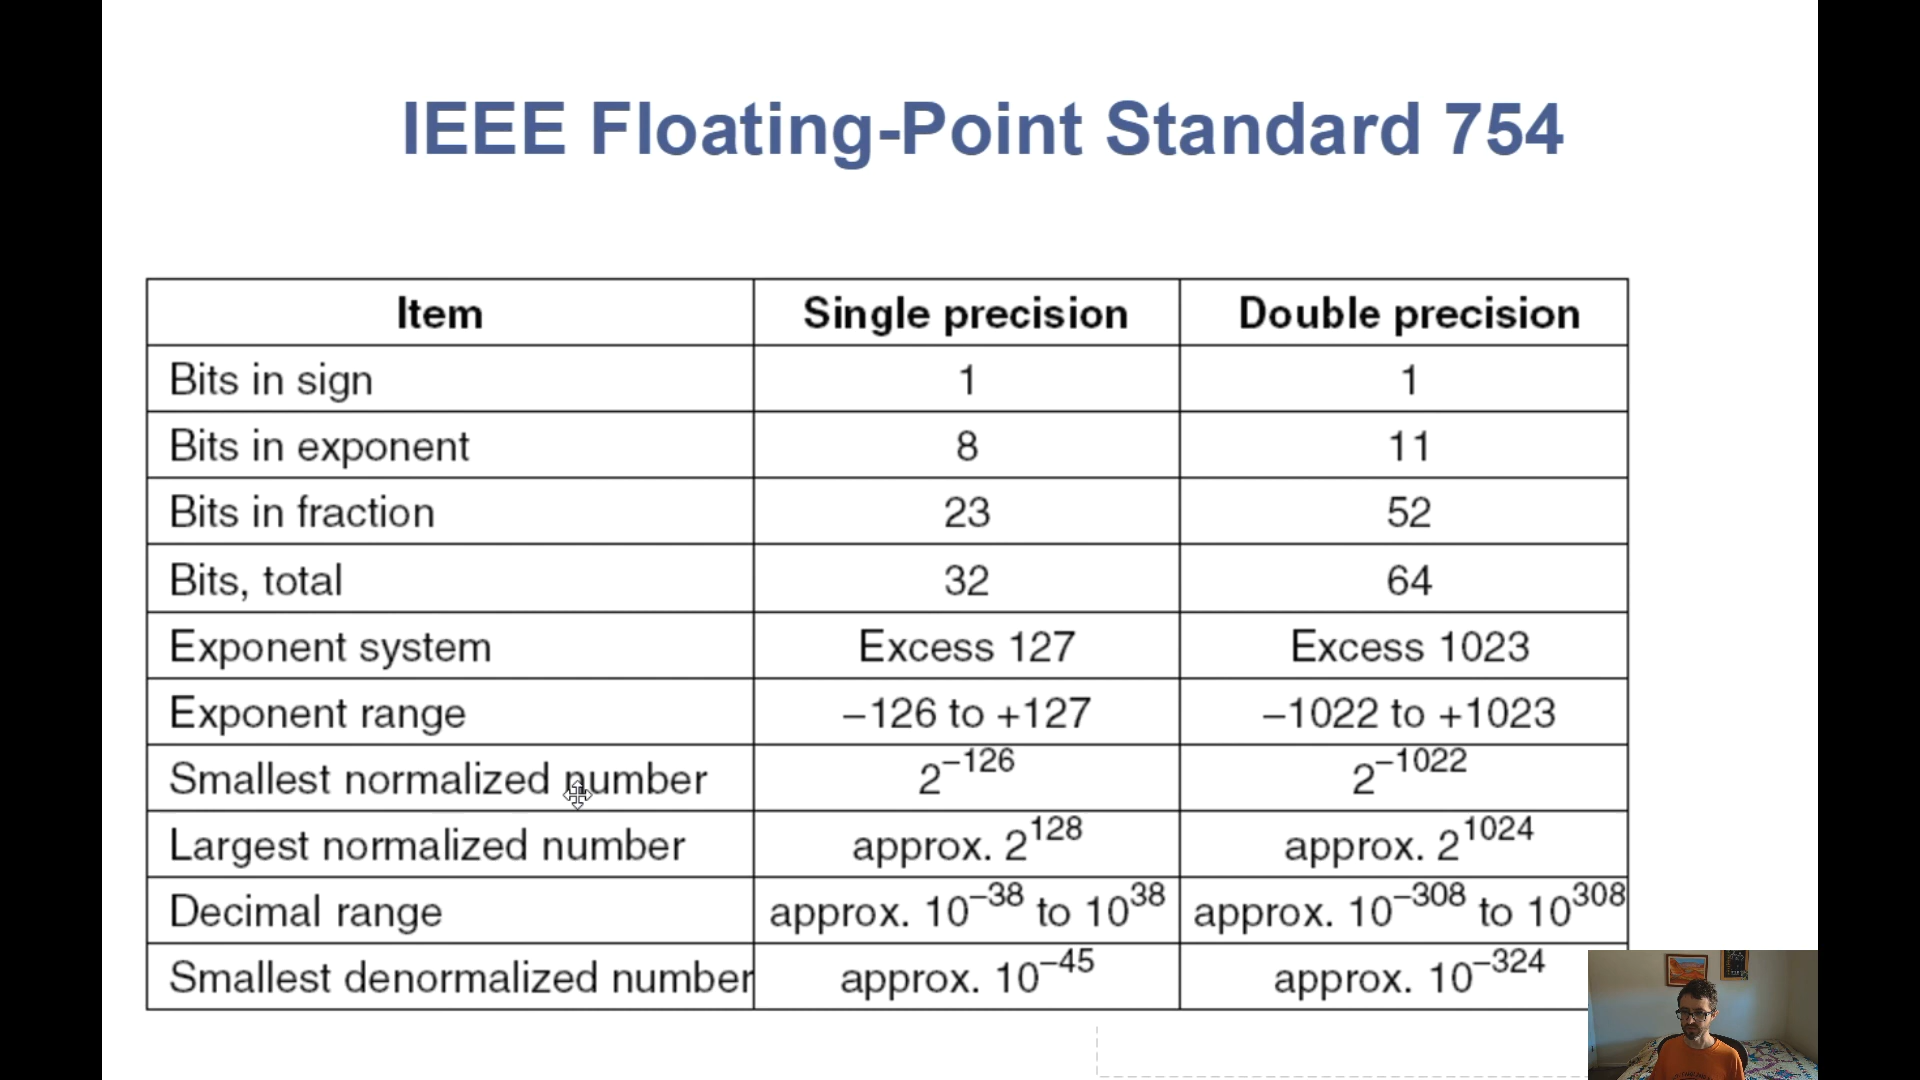 IEEE Floating-Point Standard 754
Item Single precision Double precision
Bits in sign 1 1
Bits in exponent 8 11
Bits in fraction 23 52
Bits, total 32 64
Exponent system Excess 127 Excess 1023
Exponent range –126 to +127 –1022 to +1023
Smallest normalized number 2⁻¹²⁶ 2⁻¹⁰²²
Largest normalized number approx. 2¹²⁸ approx. 2¹⁰²⁴
Decimal range approx. 10⁻³⁸ to 10³⁸ approx. 10⁻³⁰⁸ to 10³⁰⁸
Smallest denormalized number approx. 10⁻⁴⁵ approx. 10⁻³²⁴